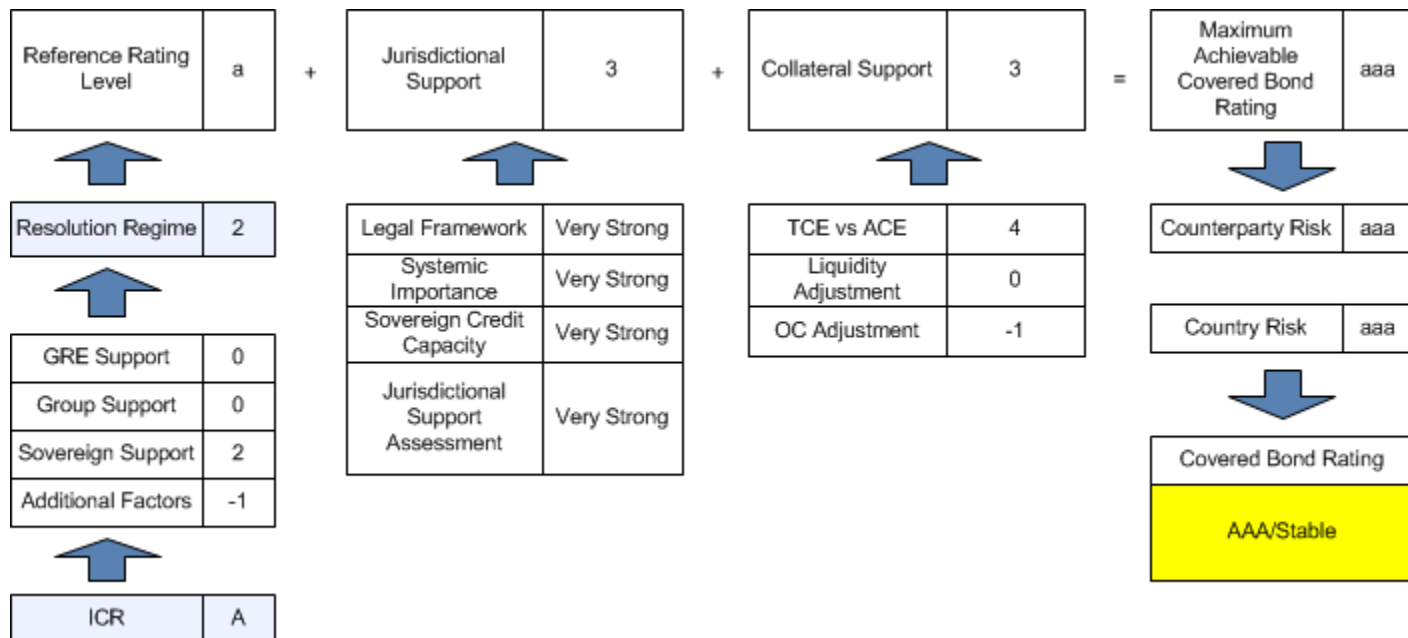 Reference Rating
Level
a
+
Jurisdictional
Support
3
+
Collateral Support
3
=
Maximum
Achievable
Covered Bond
Rating
aaa
Resolution Regime
2
Legal Framework
Very Strong
Systemic
Importance
Very Strong
Sovereign Credit
Capacity
Very Strong
Jurisdictional
Support
Assessment
Very Strong
TCE vs ACE
4
Liquidity
Adjustment
0
OC Adjustment
-1
Counterparty Risk
aaa
Country Risk
aaa
GRE Support
0
Group Support
0
Sovereign Support
2
Additional Factors
-1
Covered Bond Rating
AAA/Stable
ICR
A